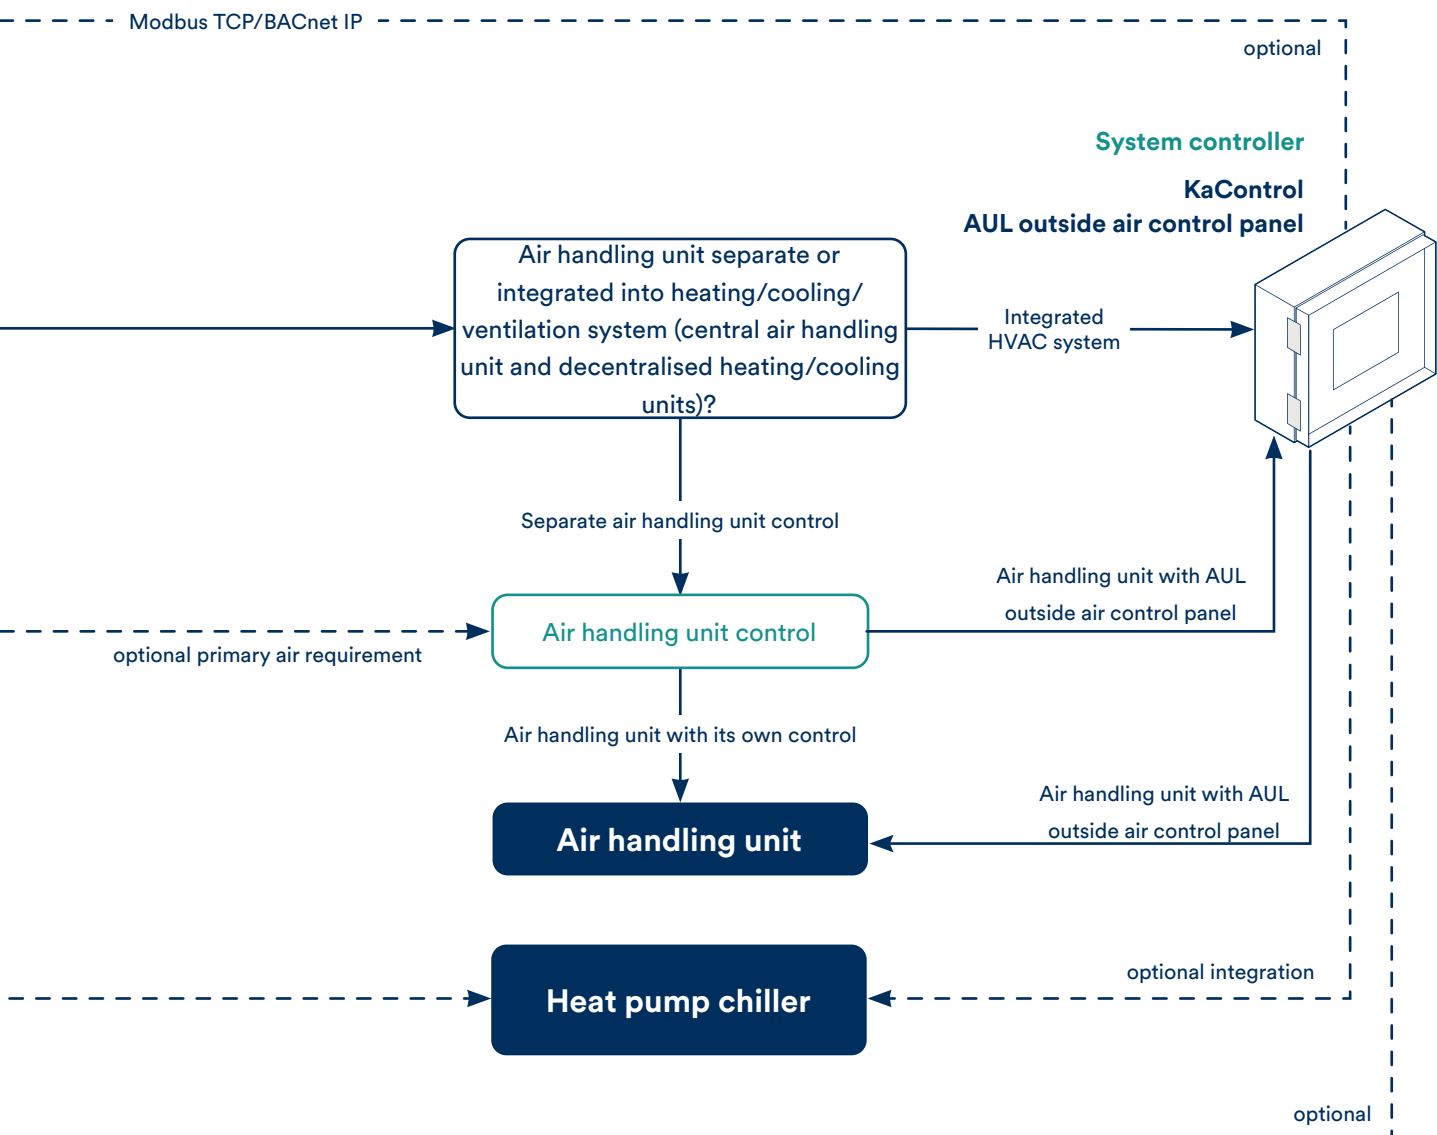 Modbus TCP/BACnet IP
optional
System controller
KaControl
AUL outside air control panel
Air handling unit separate or
integrated into heating/cooling/
ventilation system (central air handling
unit and decentralised heating/cooling
units)?
Integrated
HVAC system
Separate air handling unit control
Air handling unit with AUL
outside air control panel
Air handling unit control
optional primary air requirement
Air handling unit with its own control
Air handling unit with AUL
outside air control panel
Air handling unit
optional integration
Heat pump chiller
optional